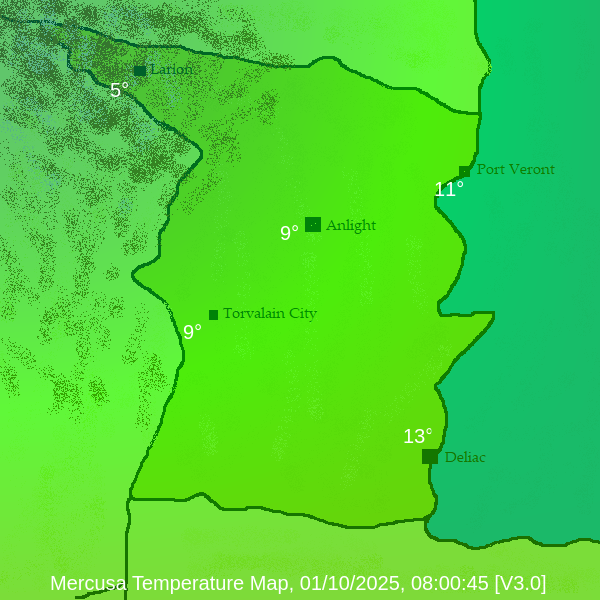 Larion
5°
Port Veront
11°
Anlight
9°
Torvalain City
9°
13°
Deliac
Mercusa Temperature Map, 01/10/2025, 08:00:45 [V3.0]